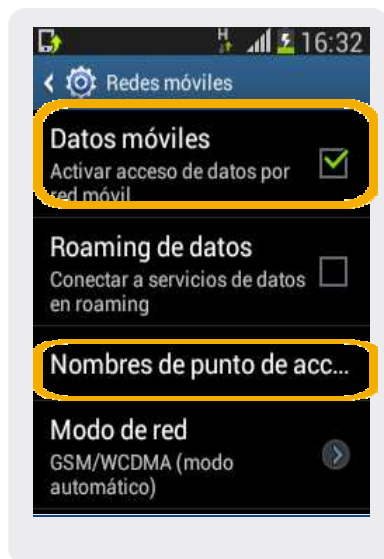 H 16:32
Redes móviles
Datos móviles
Activar acceso de datos por
red móvil
Roaming de datos
Conectar a servicios de datos
en roaming
Nombres de punto de acc...
Modo de red
GSM/WCDMA (modo
automático)